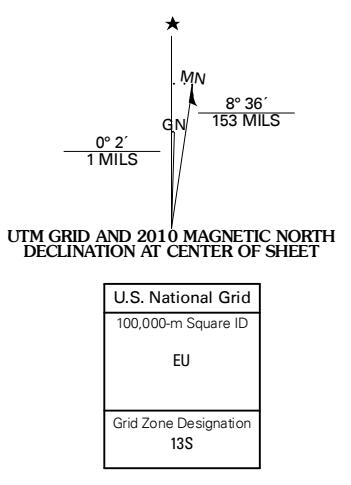 MN
8° 36´
153 MILS
GN
0° 2´
1 MILS
UTM GRID AND 2010 MAGNETIC NORTH
DECLINATION AT CENTER OF SHEET
U.S. National Grid
100,000-m Square ID
EU
Grid Zone Designation
13S